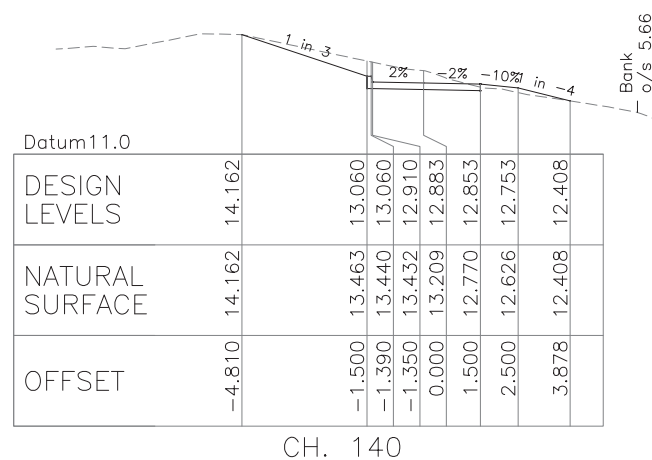 Bank
o/s 5.66
1 in 3
2%
-2%
-10%
1 in -4
Datum11.0
DESIGN
LEVELS
14.162
13.060
13.060
12.910
12.883
12.853
12.753
12.408
NATURAL
SURFACE
14.162
13.463
13.440
13.432
13.209
12.770
12.626
12.408
OFFSET
-4.810
-1.500
-1.390
-1.350
0.000
1.500
2.500
3.878
CH. 140